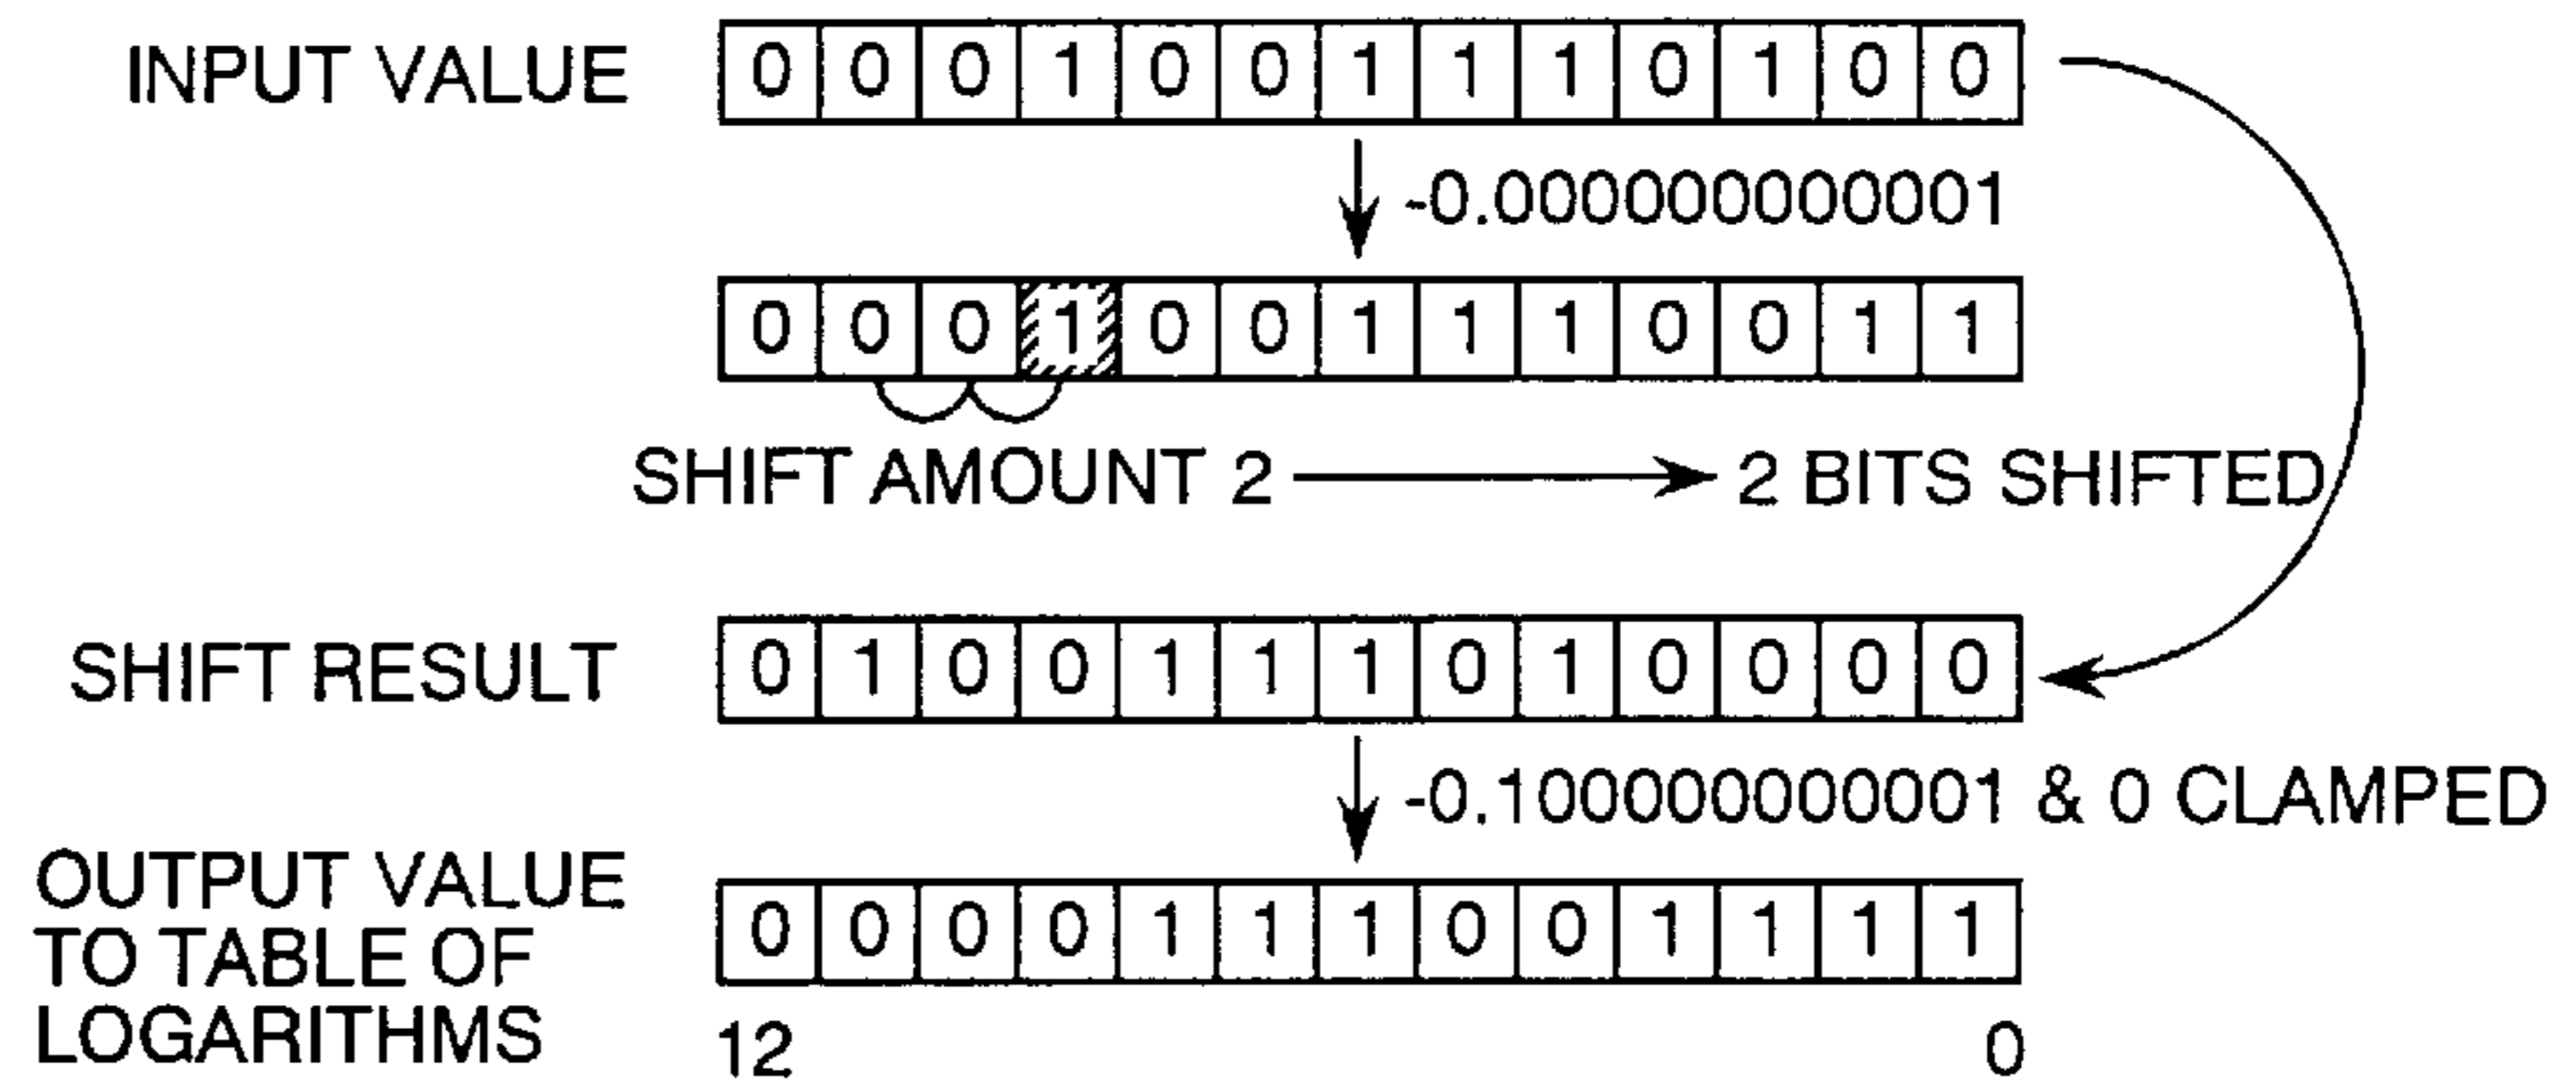 INPUT VALUE 0 0 0 1 0 0 1 1 1 0 1 0 0
-0.000000000001
0 0 0 1 0 0 1 1 1 0 0 1 1
SHIFT AMOUNT 2 2 BITS SHIFTED
SHIFT RESULT 0 1 0 0 1 1 1 0 1 0 0 0 0
-0.100000000001 & 0 CLAMPED
OUTPUT VALUE
TO TABLE OF
LOGARITHMS
0 0 0 0 1 1 1 0 0 1 1 1 1
12 0